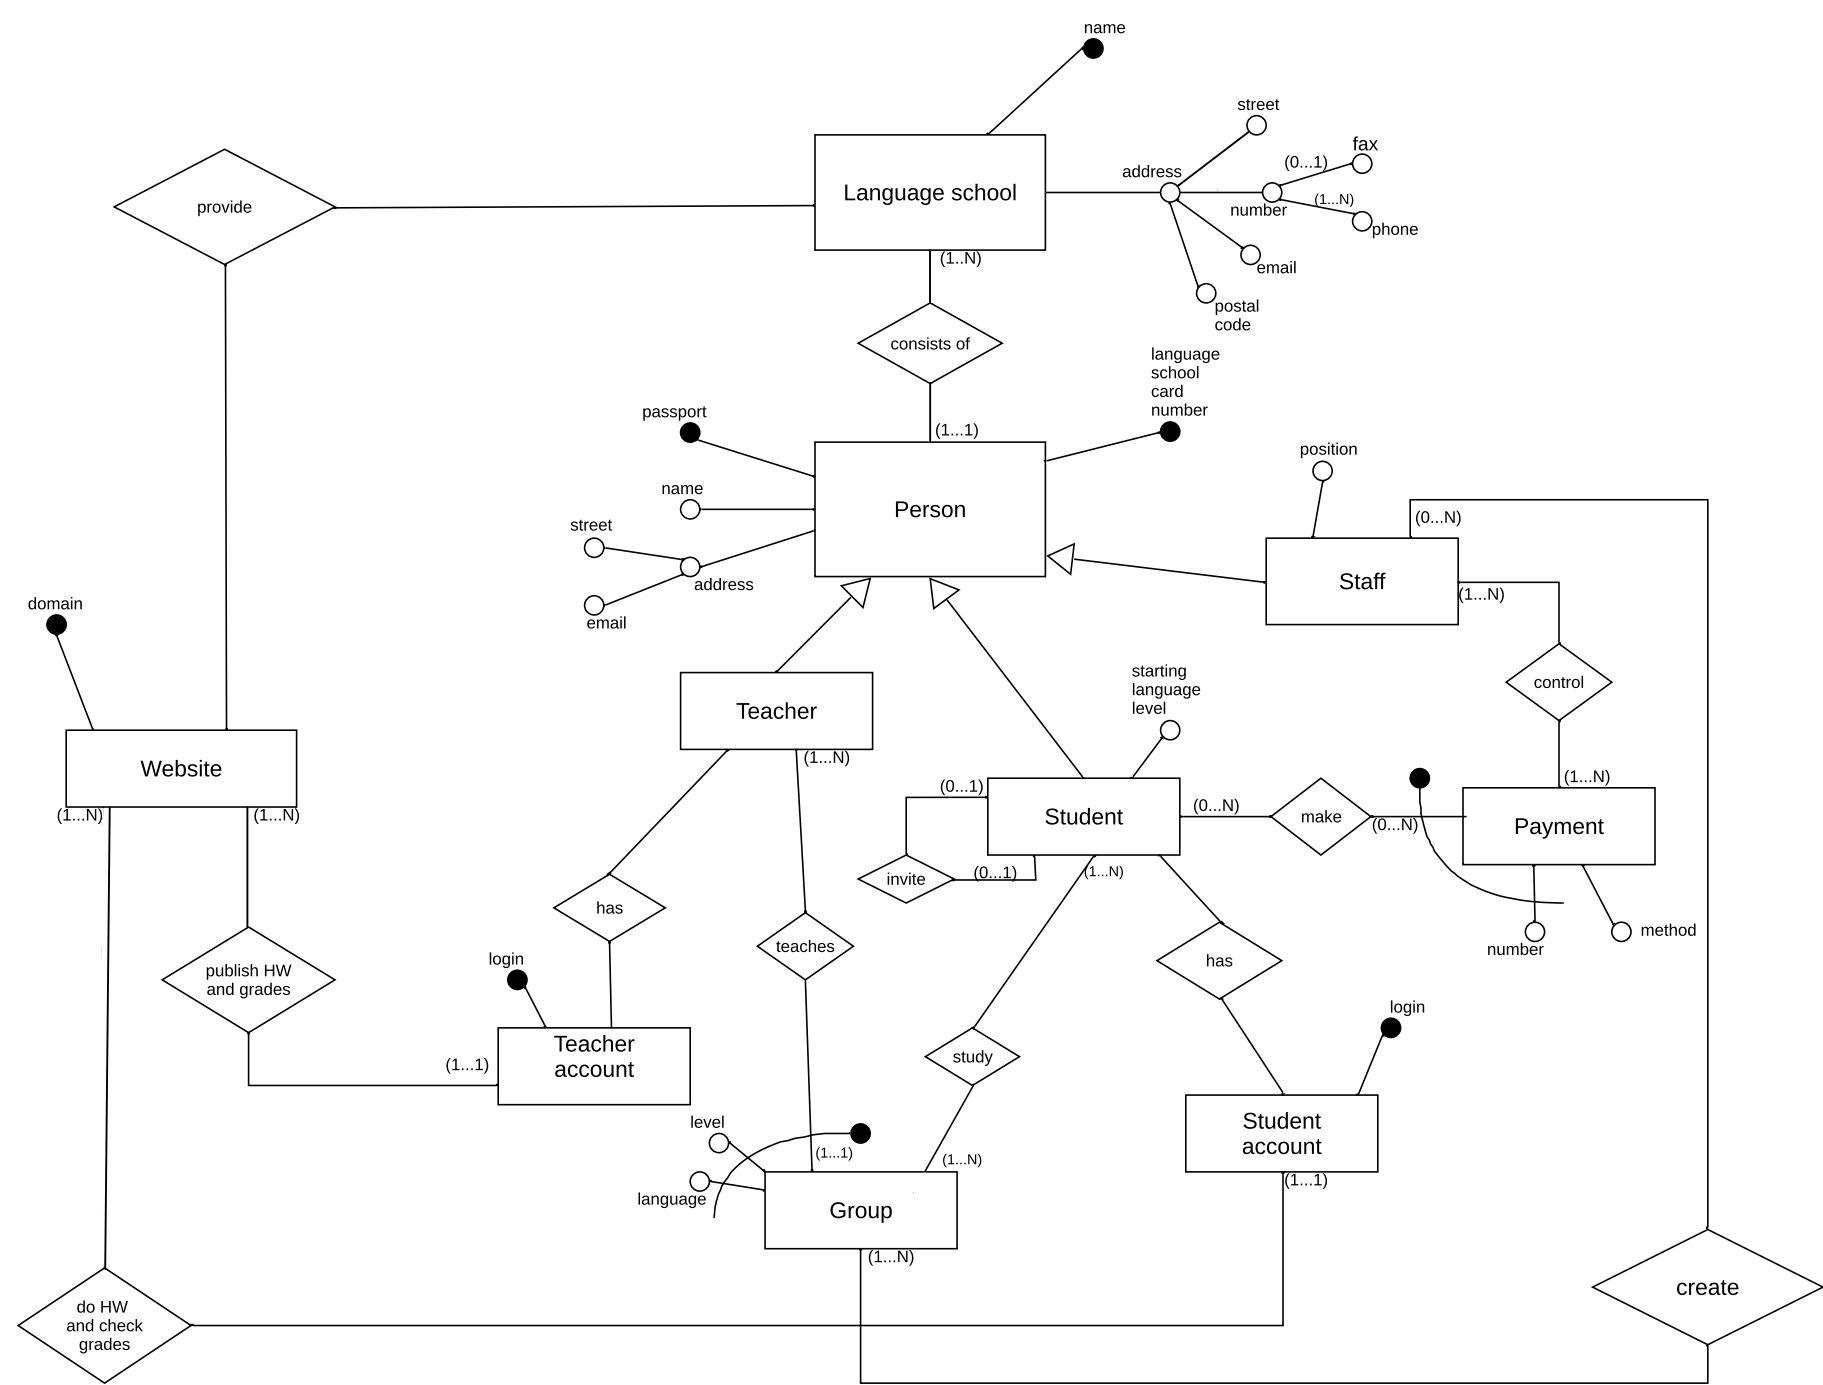 name
street
fax
(0...1)
address
Language school
number
(1...N)
phone
provide
(1..N)
email
postal
code
consists of
language
school
card
number
passport
(1...1)
position
name
Person
(0...N)
street
address
Staff
(1...N)
email
domain
starting
language
level
control
Teacher
(1...N)
Website
(1...N)
(1...N)
(0...1)
Student
(0...N)
make
(0...N)
(1...N)
Payment
invite
(0...1)
(1...N)
has
teaches
number
method
publish HW
and grades
login
has
login
Teacher
account
(1...1)
study
level
(1...1)
(1...N)
Student
account
language
Group
(1...1)
(1...N)
create
do HW
and check
grades